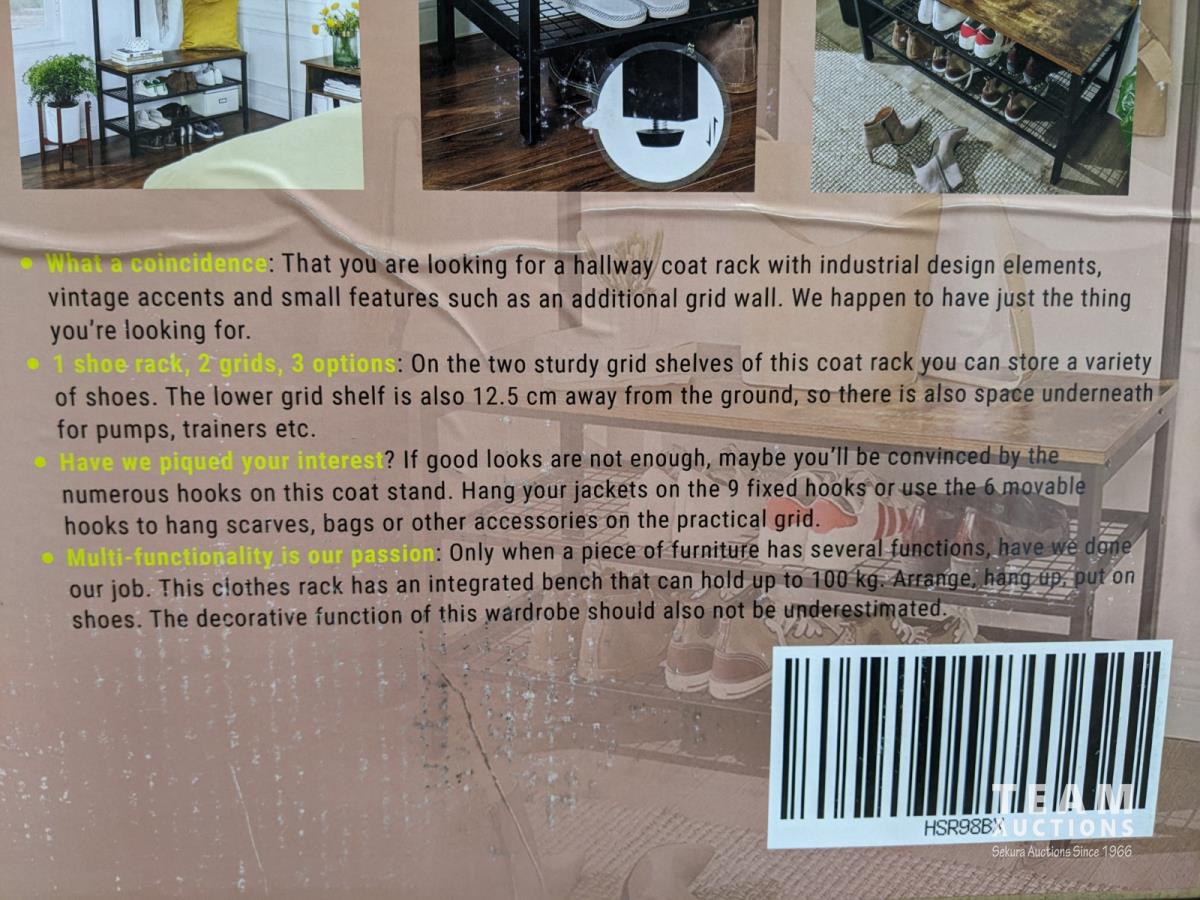 What a coincidence: That you are looking for a hallway coat rack with industrial design elements,
vintage accents and small features such as an additional grid wall. We happen to have just the thing
you're looking for.
1 shoe rack, 2 grids, 3 options: On the two sturdy grid shelves of this coat rack you can store a variety
of shoes. The lower grid shelf is also 12.5 cm away from the ground, so there is also space underneath
for pumps, trainers etc.
Have we piqued your interest? If good looks are not enough, maybe you'll be convinced by the
numerous hooks on this coat stand. Hang your jackets on the 9 fixed hooks or use the 6 movable
hooks to hang scarves, bags or other accessories on the practical grid.
Multi-functionality is our passion: Only when a piece of furniture has several functions, have we done
our job. This clothes rack has an integrated bench that can hold up to 100 kg. Arrange, hang up, put on
shoes. The decorative function of this wardrobe should also not be underestimated.
TEAM
AUCTIONS
Sekura Auctions Since 1966